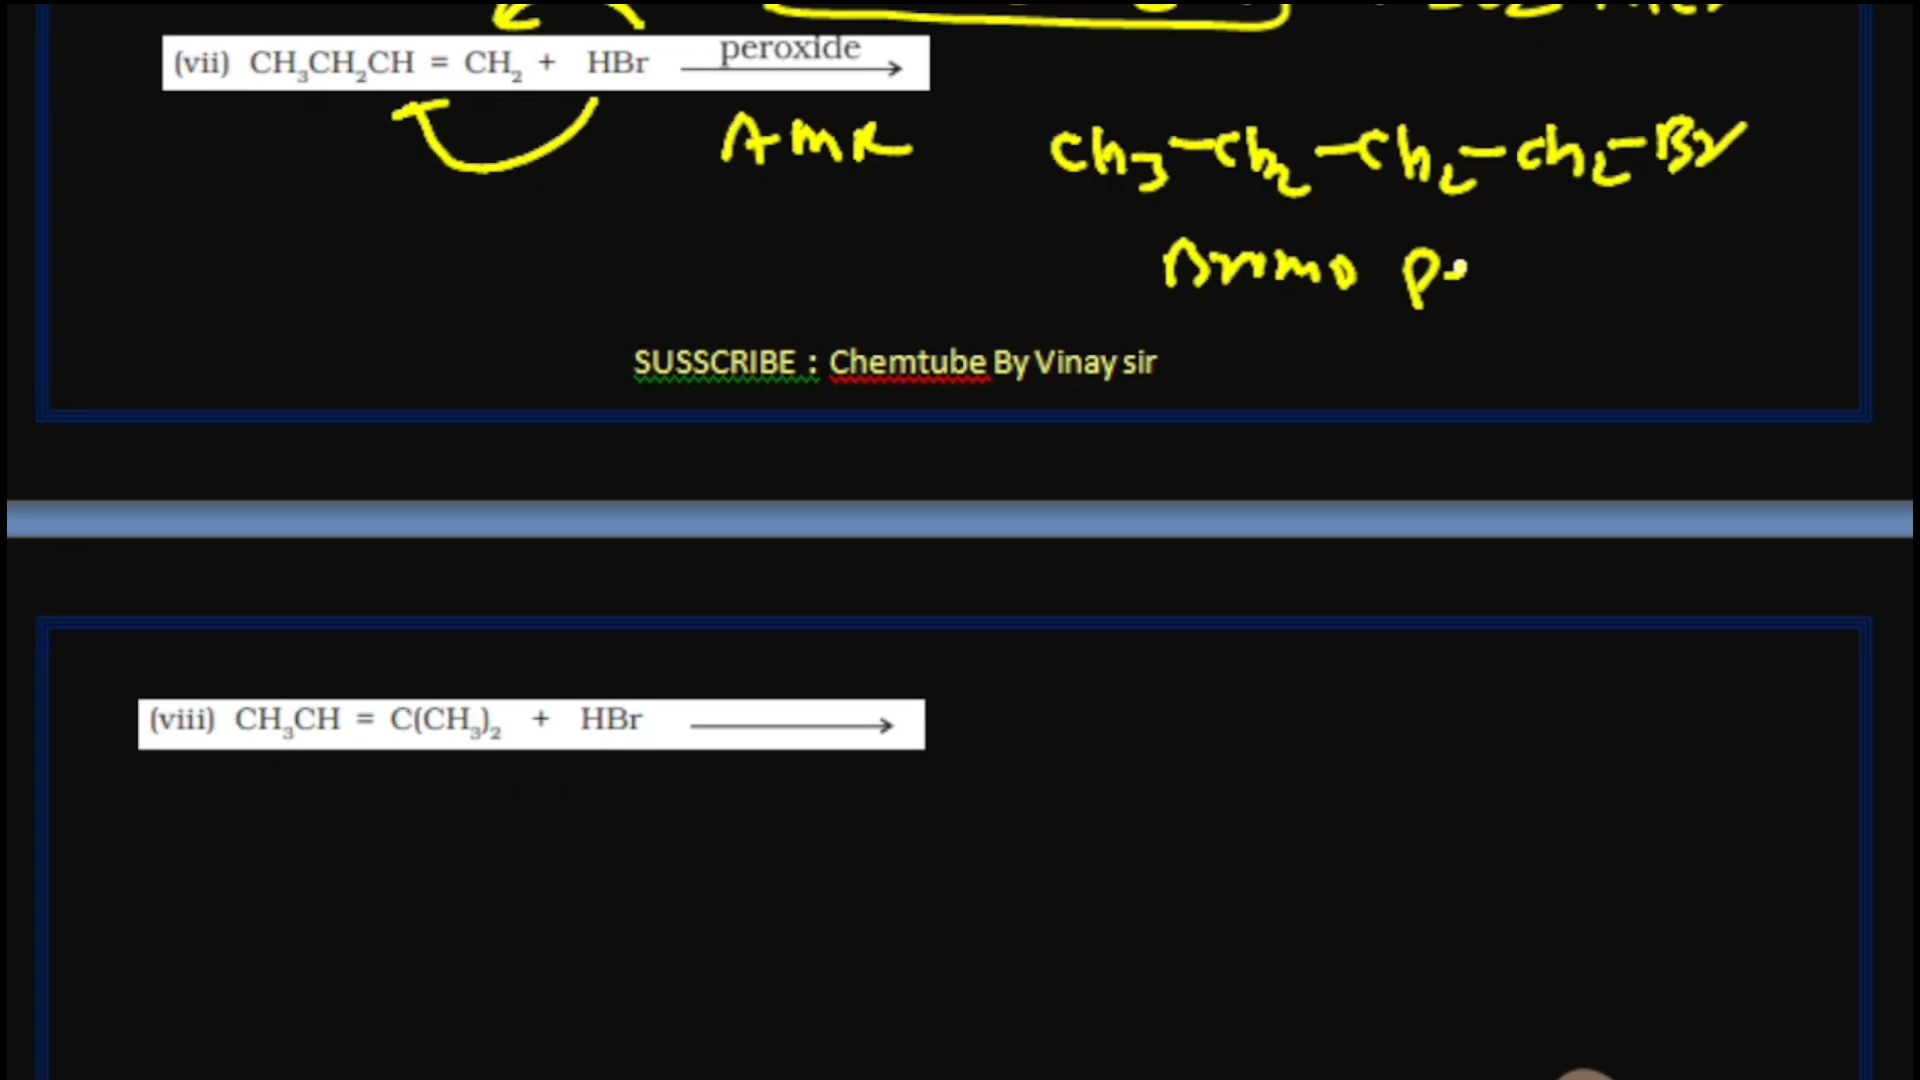 (vii) CH₃CH₂CH = CH₂ + HBr peroxide
AMR CH₃-CH₂-CH₂-CH₂-Br
Bromo p
SUSSCRIBE : Chemtube By Vinay sir
(viii) CH₃CH = C(CH₃)₂ + HBr